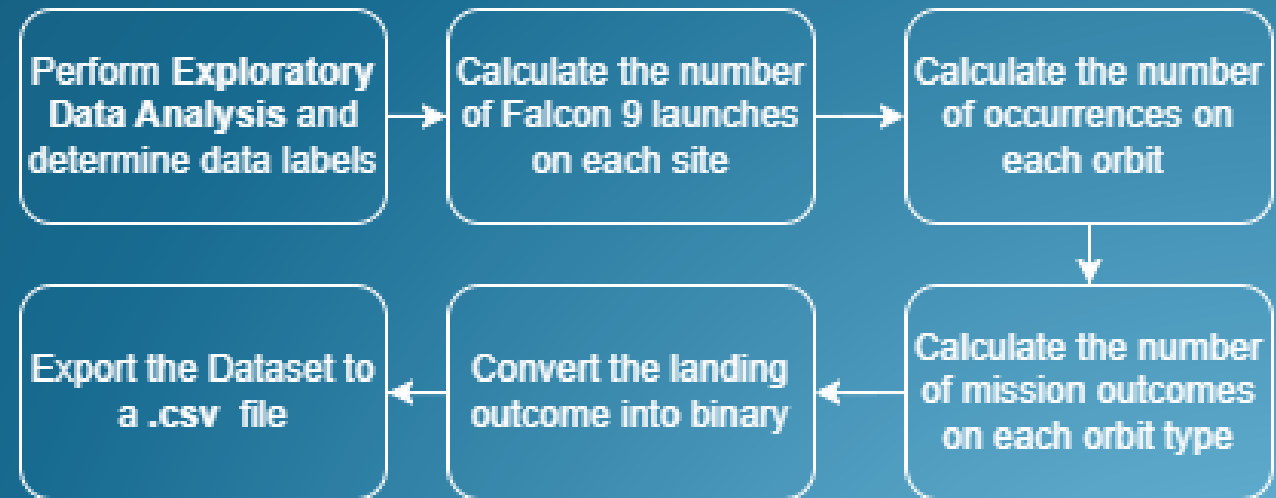 Perform Exploratory
Data Analysis and
determine data labels
Calculate the number
of Falcon 9 launches
on each site
Calculate the number
of occurrences on
each orbit
Calculate the number
of mission outcomes
on each orbit type
Convert the landing
outcome into binary
Export the Dataset to
a .csv file